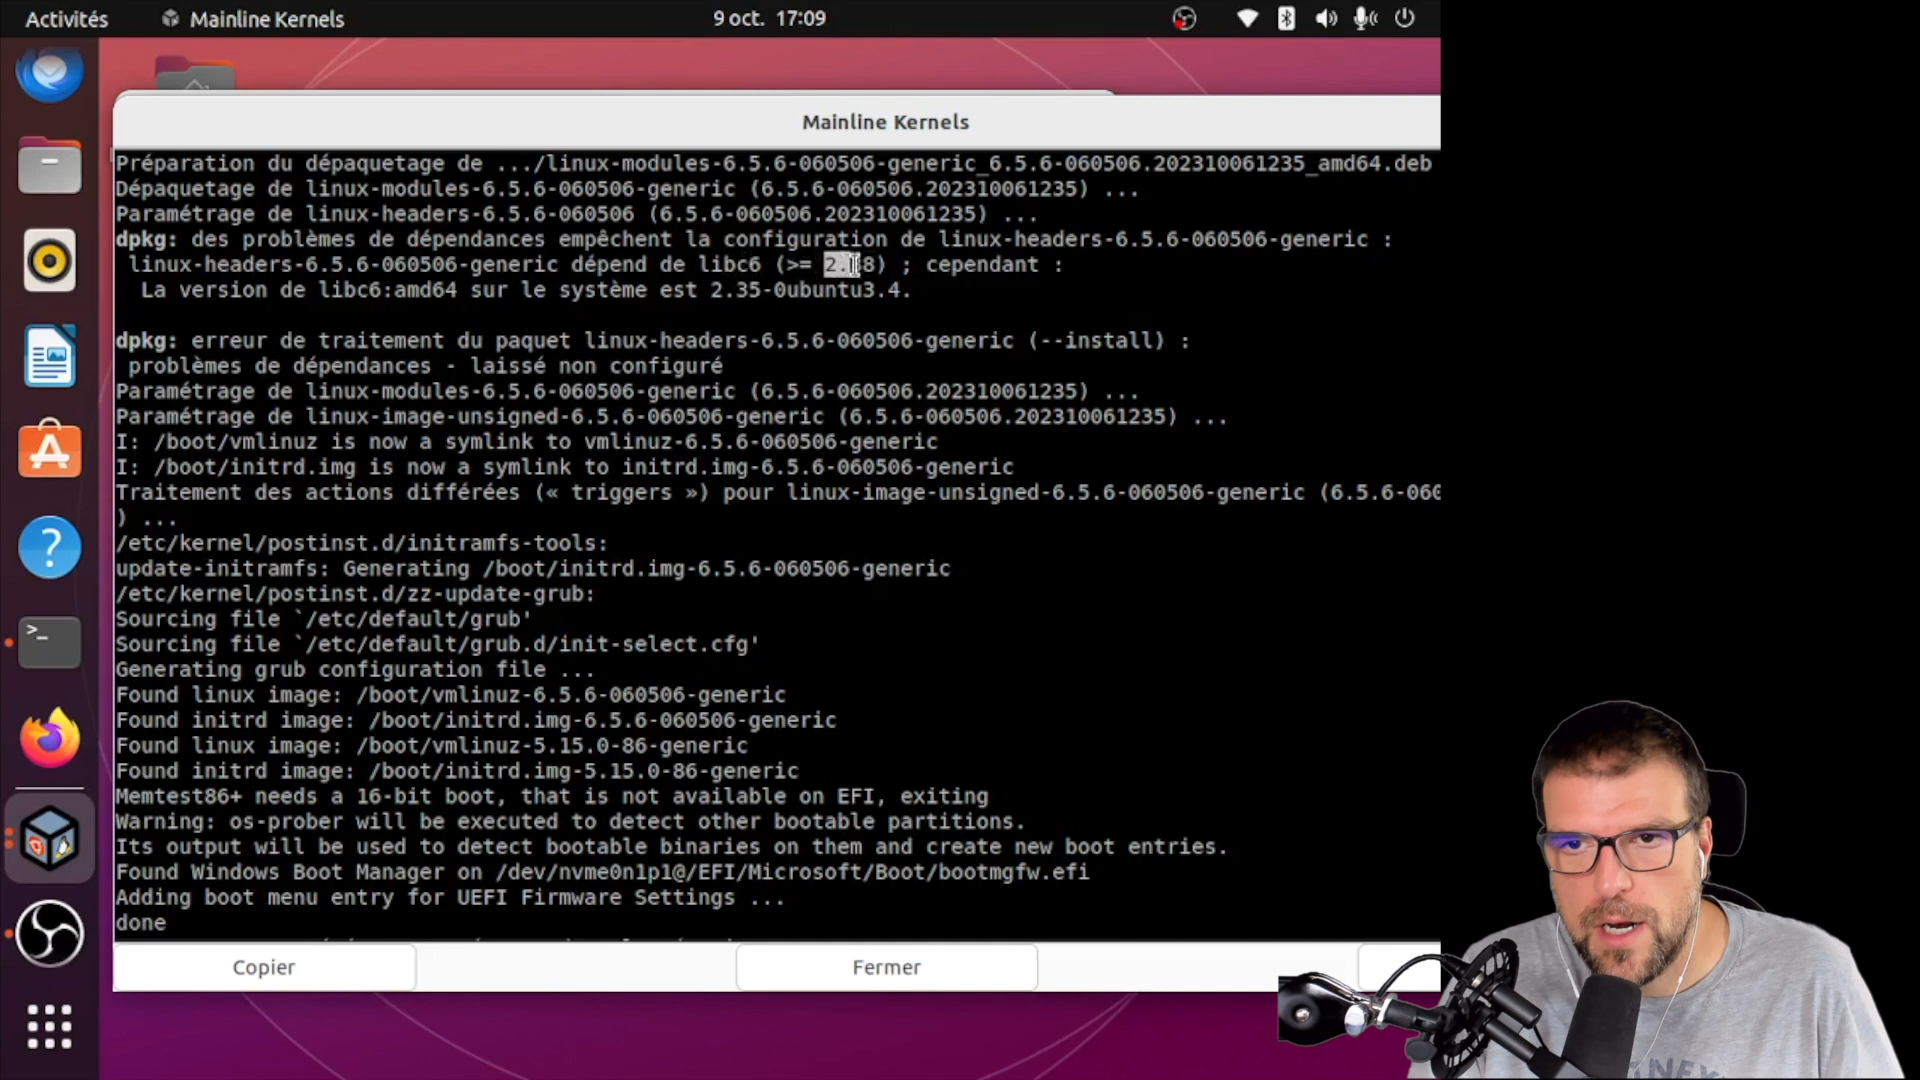 Activités
Mainline Kernels
9 oct. 17:09
Mainline Kernels
Préparation du dépaquetage de .../linux-modules-6.5.6-060506-generic_6.5.6-060506.202310061235_amd64.deb
Dépaquetage de linux-modules-6.5.6-060506-generic (6.5.6-060506.202310061235) ...
Paramétrage de linux-headers-6.5.6-060506 (6.5.6-060506.202310061235) ...
dpkg: des problèmes de dépendances empêchent la configuration de linux-headers-6.5.6-060506-generic :
linux-headers-6.5.6-060506-generic dépend de libc6 (>= ; cependant :
La version de libc6:amd64 sur le système est 2.35-0ubuntu3.4.
dpkg: erreur de traitement du paquet linux-headers-6.5.6-060506-generic (--install) :
problèmes de dépendances - laissé non configuré
Paramétrage de linux-modules-6.5.6-060506-generic (6.5.6-060506.202310061235) ...
Paramétrage de linux-image-unsigned-6.5.6-060506-generic (6.5.6-060506.202310061235) ...
I: /boot/vmlinuz is now a symlink to vmlinuz-6.5.6-060506-generic
I: /boot/initrd.img is now a symlink to initrd.img-6.5.6-060506-generic
Traitement des actions différées (« triggers ») pour linux-image-unsigned-6.5.6-060506-generic (6.5.6-060
) ...
/etc/kernel/postinst.d/initramfs-tools:
update-initramfs: Generating /boot/initrd.img-6.5.6-060506-generic
/etc/kernel/postinst.d/zz-update-grub:
Sourcing file `/etc/default/grub'
Sourcing file `/etc/default/grub.d/init-select.cfg'
Generating grub configuration file ...
Found linux image: /boot/vmlinuz-6.5.6-060506-generic
Found initrd image: /boot/initrd.img-6.5.6-060506-generic
Found linux image: /boot/vmlinuz-5.15.0-86-generic
Found initrd image: /boot/initrd.img-5.15.0-86-generic
Memtest86+ needs a 16-bit boot, that is not available on EFI, exiting
Warning: os-prober will be executed to detect other bootable partitions.
Its output will be used to detect bootable binaries on them and create new boot entries.
Found Windows Boot Manager on /dev/nvme0n1p1@/EFI/Microsoft/Boot/bootmgfw.efi
Adding boot menu entry for UEFI Firmware Settings ...
done
Copier
Fermer